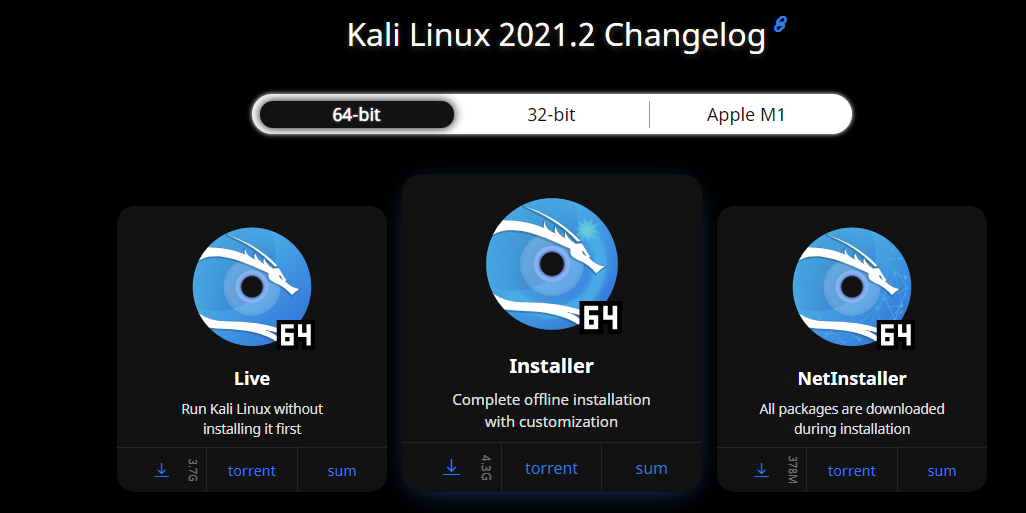 Kali Linux 2021.2 Changelog
64-bit
32-bit
Apple M1
64
Live
Run Kali Linux without
installing it first
3.7G
torrent
sum
64
Installer
Complete offline installation
with customization
4.3G
torrent
sum
64
NetInstaller
All packages are downloaded
during installation
378M
torrent
sum